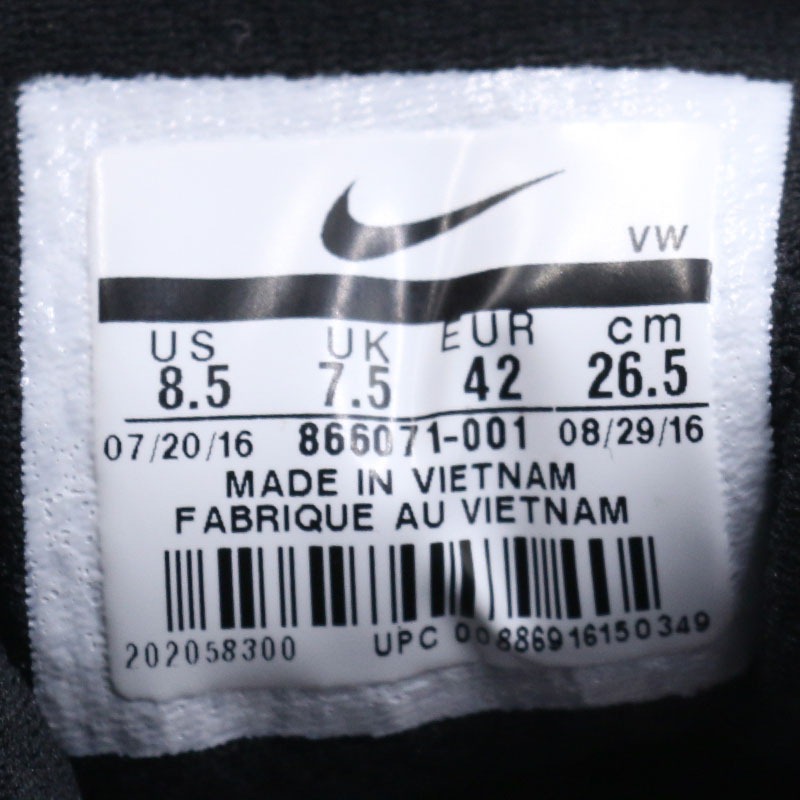 VW
US UK EUR cm
8.5 7.5 42 26.5
07/20/16 866071-001 08/29/16
MADE IN VIETNAM
FABRIQUE AU VIETNAM
202058300 UPC 00886916150349